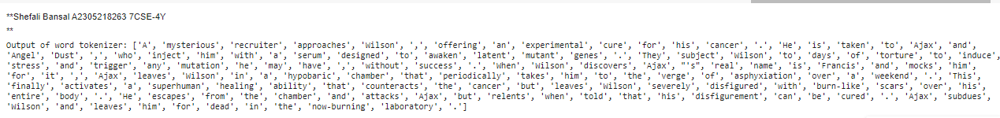 **Shefali Bansal A2305218263 7CSE-4Y
**
Output of word tokenizer: ['A', 'mysterious', 'recruiter', 'approaches', 'Wilson', ',', 'offering', 'an', 'experimental', 'cure', 'for', 'his', 'cancer', '.', 'He', 'is', 'taken', 'to', 'Ajax', 'and',
'Angel', 'Dust', ',', 'who', 'inject', 'him', 'with', 'a', 'serum', 'designed', 'to', 'awaken', 'latent', 'mutant', 'genes', '.', 'They', 'subject', 'Wilson', 'to', 'days', 'of', 'torture', 'to', 'induce',
'stress', 'and', 'trigger', 'any', 'mutation', 'he', 'may', 'have', ',', 'without', 'success', '.', 'When', 'Wilson', 'discovers', 'Ajax', "'s", 'real', 'name', 'is', 'Francis', 'and', 'mocks', 'him',
'for', 'it', ',', 'Ajax', 'leaves', 'Wilson', 'in', 'a', 'hypobaric', 'chamber', 'that', 'periodically', 'takes', 'him', 'to', 'the', 'verge', 'of', 'asphyxiation', 'over', 'a', 'weekend', '.', 'This',
'finally', 'activates', 'a', 'superhuman', 'healing', 'ability', 'that', 'counteracts', 'the', 'cancer', 'but', 'leaves', 'Wilson', 'severely', 'disfigured', 'with', 'burn-like', 'scars', 'over', 'his',
'entire', 'body', '.', 'He', 'escapes', 'from', 'the', 'chamber', 'and', 'attacks', 'Ajax', 'but', 'relents', 'when', 'told', 'that', 'his', 'disfigurement', 'can', 'be', 'cured', '.', 'Ajax', 'subdues',
'Wilson', 'and', 'leaves', 'him', 'for', 'dead', 'in', 'the', 'now-burning', 'laboratory', '.']